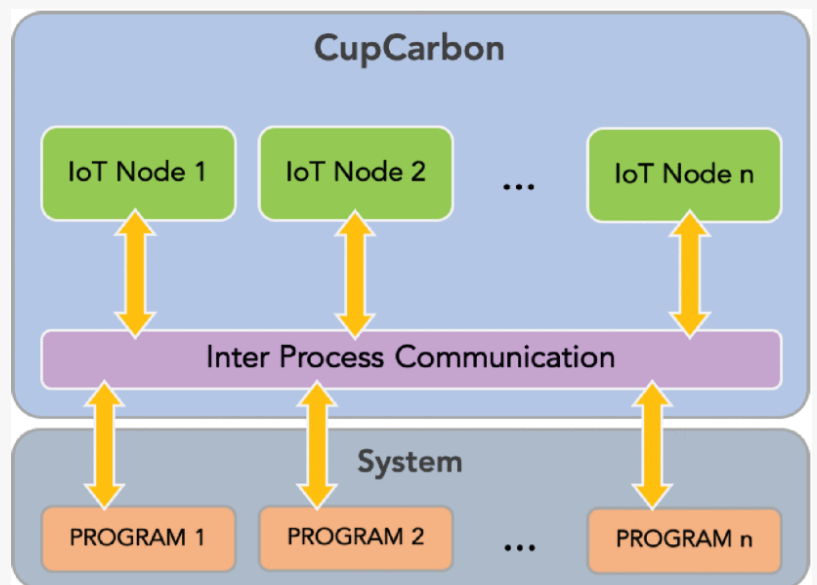 CupCarbon
IoT Node 1 IoT Node 2 ... IoT Node n
Inter Process Communication
System
PROGRAM 1 PROGRAM 2 ... PROGRAM n